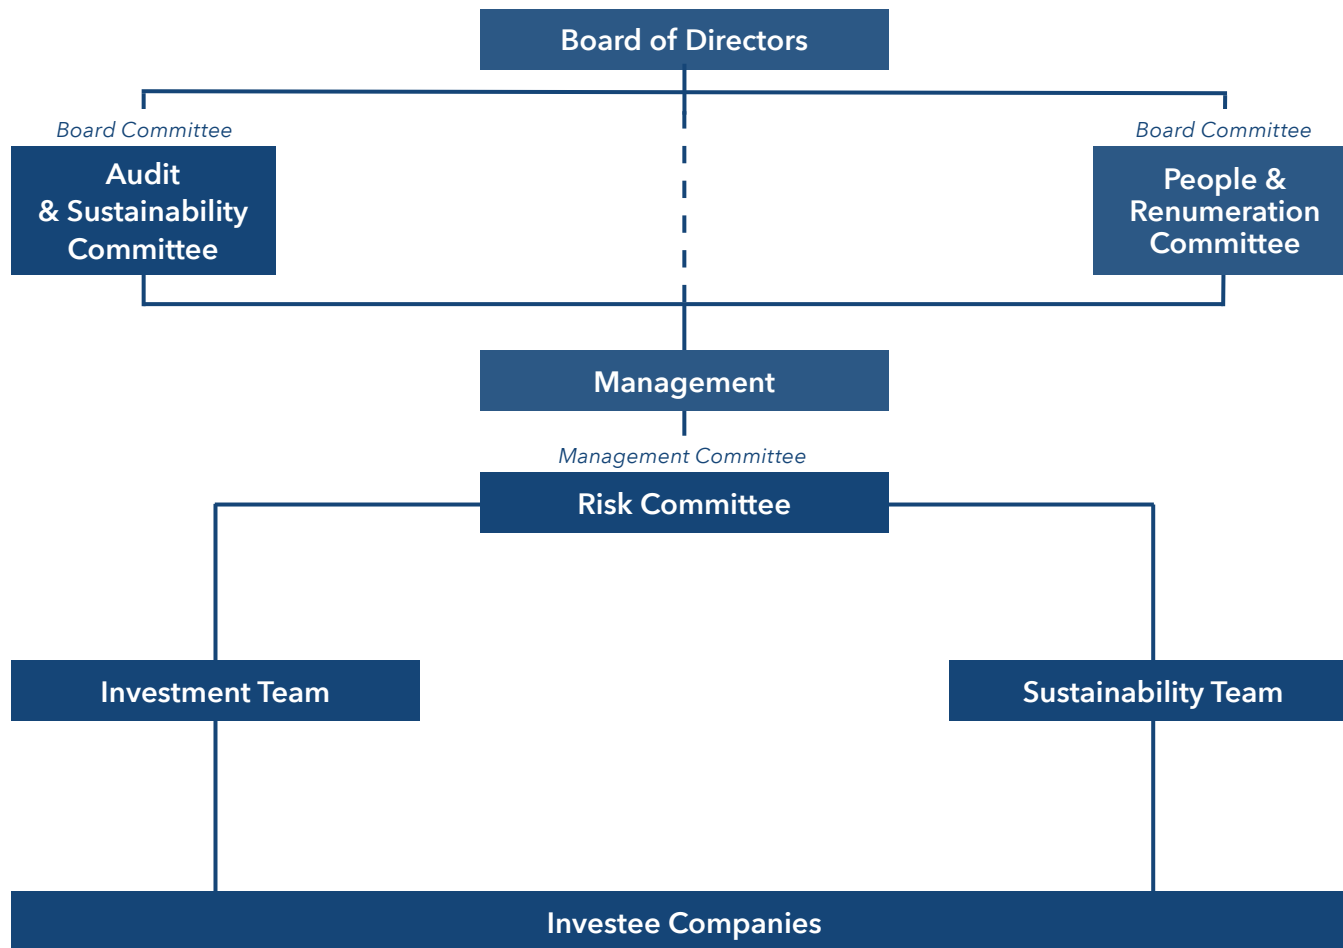 Board of Directors
Board Committee
Audit
& Sustainability
Committee
Board Committee
People &
Renumeration
Committee
Management
Management Committee
Risk Committee
Investment Team
Sustainability Team
Investee Companies